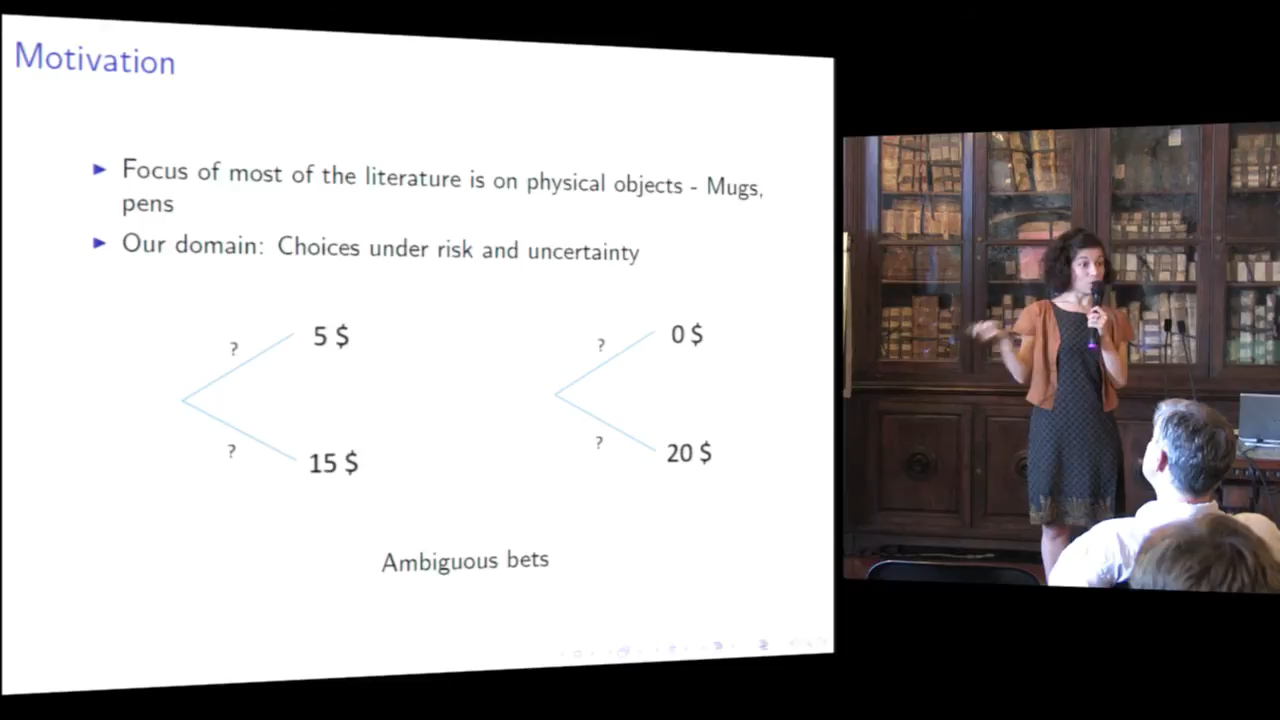 Motivation
Focus of most of the literature is on physical objects - Mugs,
pens
Our domain: Choices under risk and uncertainty
? 5 $ ? 0 $
? 15 $ ? 20 $
Ambiguous bets